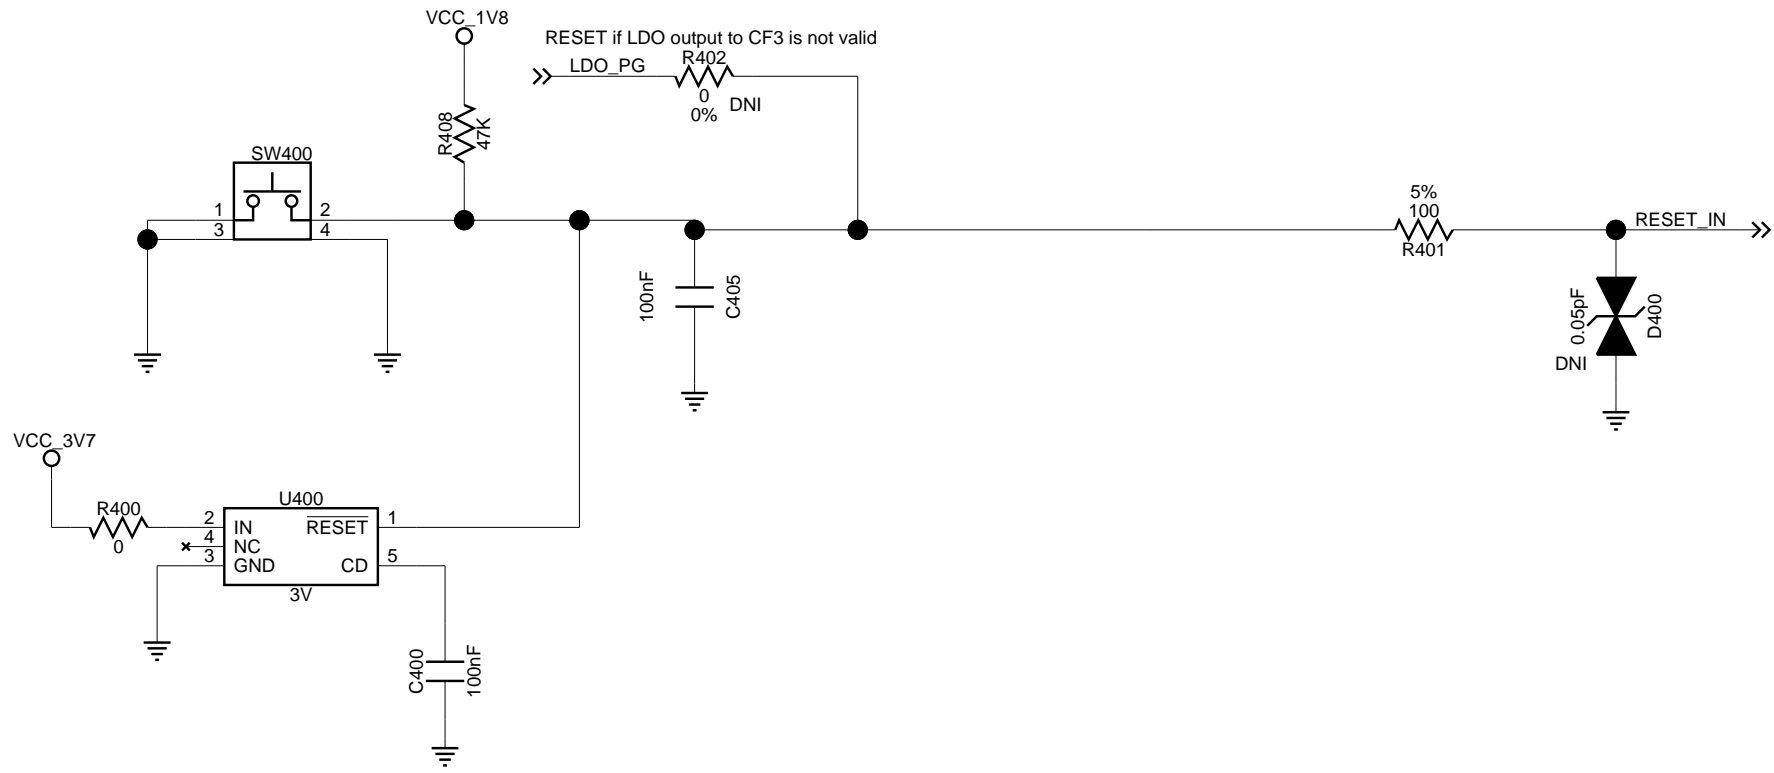 VCC_1V8
RESET if LDO output to CF3 is not valid
LDO_PG
R402
0
0%
DNI
R408
47K
SW400
1
2
3
4
5%
100
R401
RESET_IN
100nF
C405
0.05pF
D400
DNI
VCC_3V7
R400
0
U400
2
IN
RESET
1
4
NC
3
GND
CD
5
3V
C400
100nF